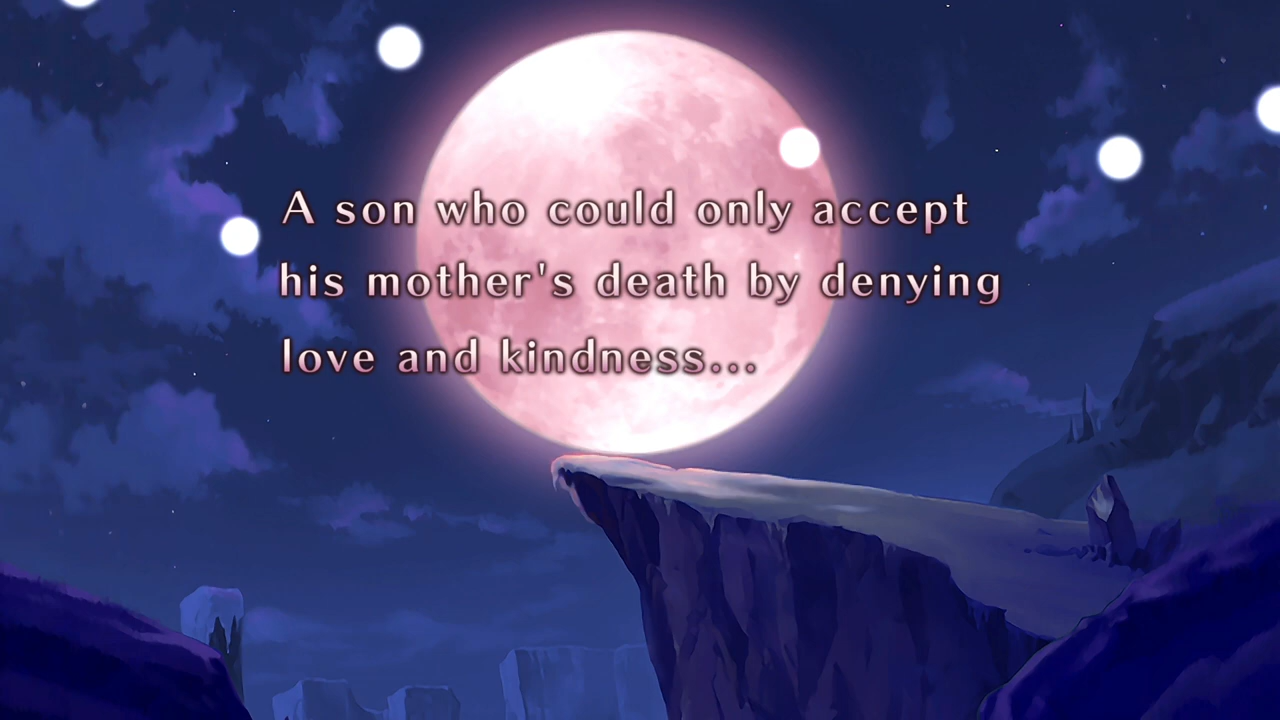 A son who could only accept
his mother's death by denying
love and kindness...